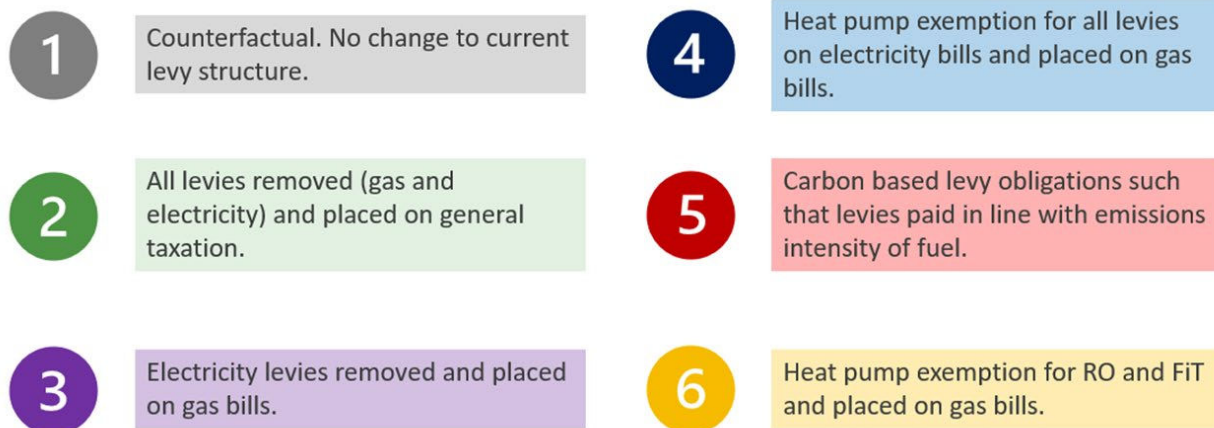 1
Counterfactual. No change to current
levy structure.
2
All levies removed (gas and
electricity) and placed on general
taxation.
3
Electricity levies removed and placed
on gas bills.
4
Heat pump exemption for all levies
on electricity bills and placed on gas
bills.
5
Carbon based levy obligations such
that levies paid in line with emissions
intensity of fuel.
6
Heat pump exemption for RO and FiT
and placed on gas bills.